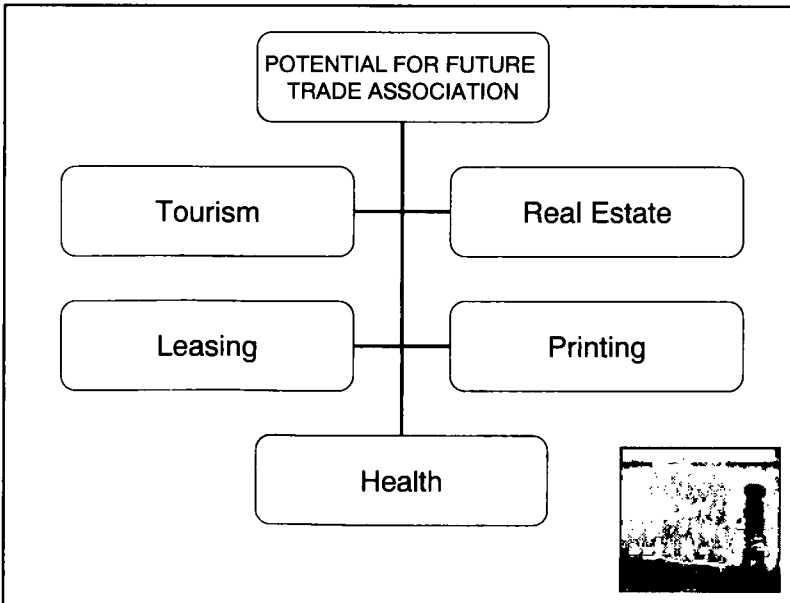 POTENTIAL FOR FUTURE
TRADE ASSOCIATION
Tourism
Real Estate
Leasing
Printing
Health